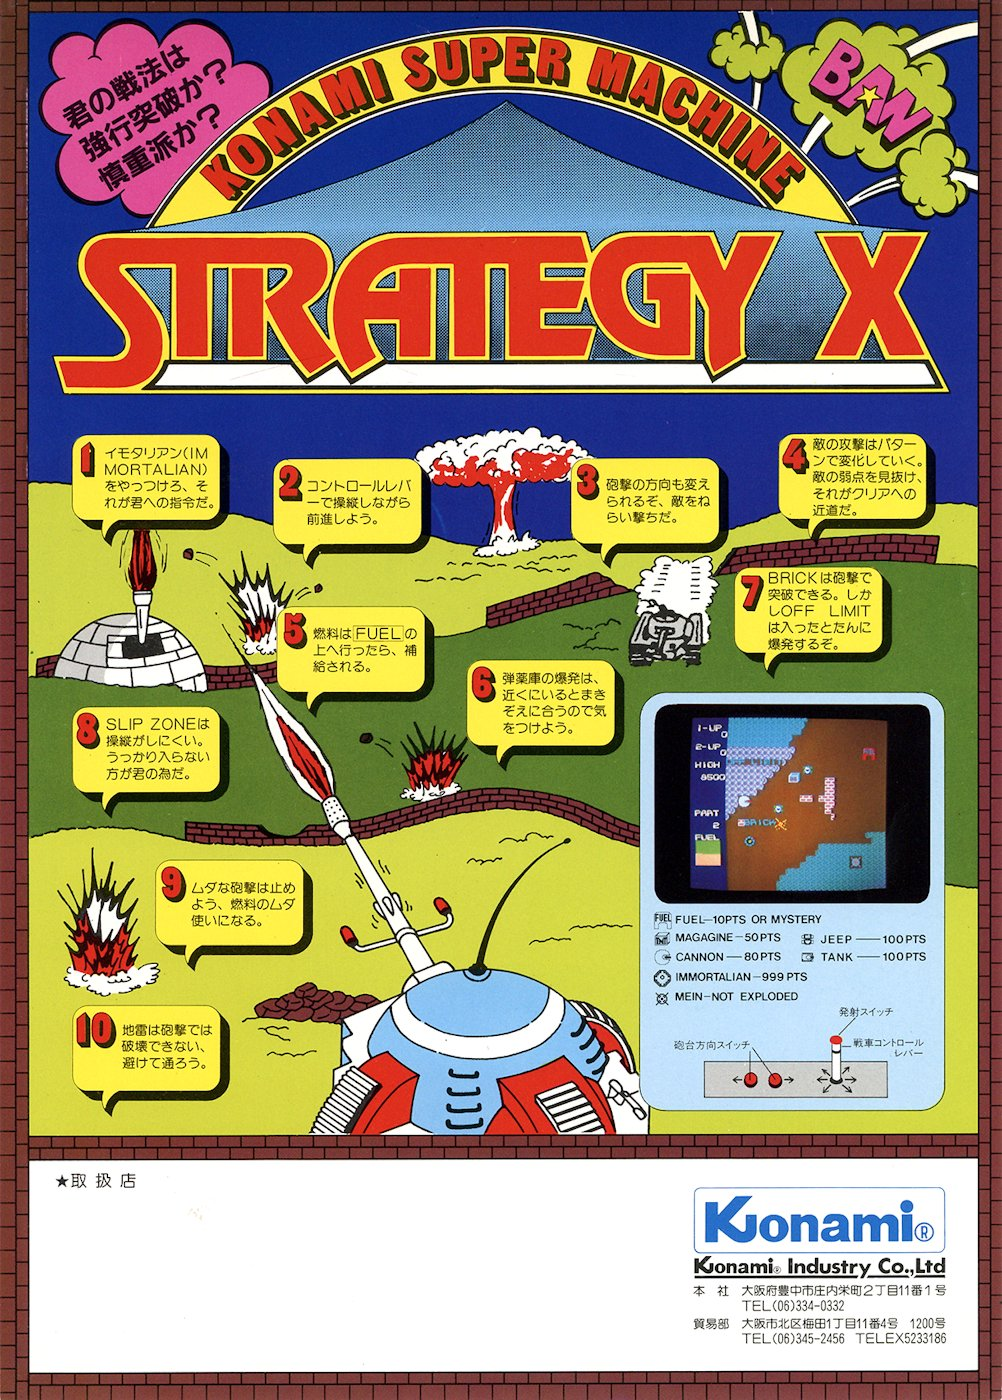 君の戦法は
強行突破か？
慎重派か？
KONAMI SUPER MACHINE
BAW
STRATEGY X
1
イモタリアン(IM
MORTALIAN)
をやっつけろ、そ
れが君への指令だ。
2
コントロールレバ
ーで操縦しながら
前進しよう。
3
砲撃の方向も変え
られるぞ、敵をね
らい撃ちだ。
4
敵の攻撃はパター
ンで変化していく。
敵の弱点を見抜け、
それがクリアへの
近道だ。
5
燃料はFUELの
上へ行ったら、補
給される。
6
弾薬庫の爆発は、
近くにいるとまき
ぞえに合うので気
をつけよう。
7
BRICKは砲撃で
突破できる。しか
しOFF LIMIT
は入ったとたんに
爆発するぞ。
8
SLIP ZONEは
操縦がしにくい。
うっかり入らない
方が君の為だ。
9
ムダな砲撃は止め
よう、燃料のムダ
使いになる。
10
地雷は砲撃では
破壊できない、
避けて通ろう。
1-UP
0
2-UP
0
HIGH
8500
PART
2
FUEL
BRICK
FUEL FUEL—10PTS OR MYSTERY
MAGAGINE—50PTS
JEEP——100PTS
CANNON—80PTS
TANK——100PTS
IMMORTALIAN—999PTS
MEIN—NOT EXPLODED
発射スイッチ
砲台方向スイッチ
戦車コントロール
レバー
★取扱店
Konami®
Konami® Industry Co.,Ltd
本 社 大阪府豊中市庄内栄町2丁目11番1号
TEL(06)334-0332
貿易部 大阪市北区梅田1丁目11番4号 1200号
TEL(06)345-2456 TELEX5233186